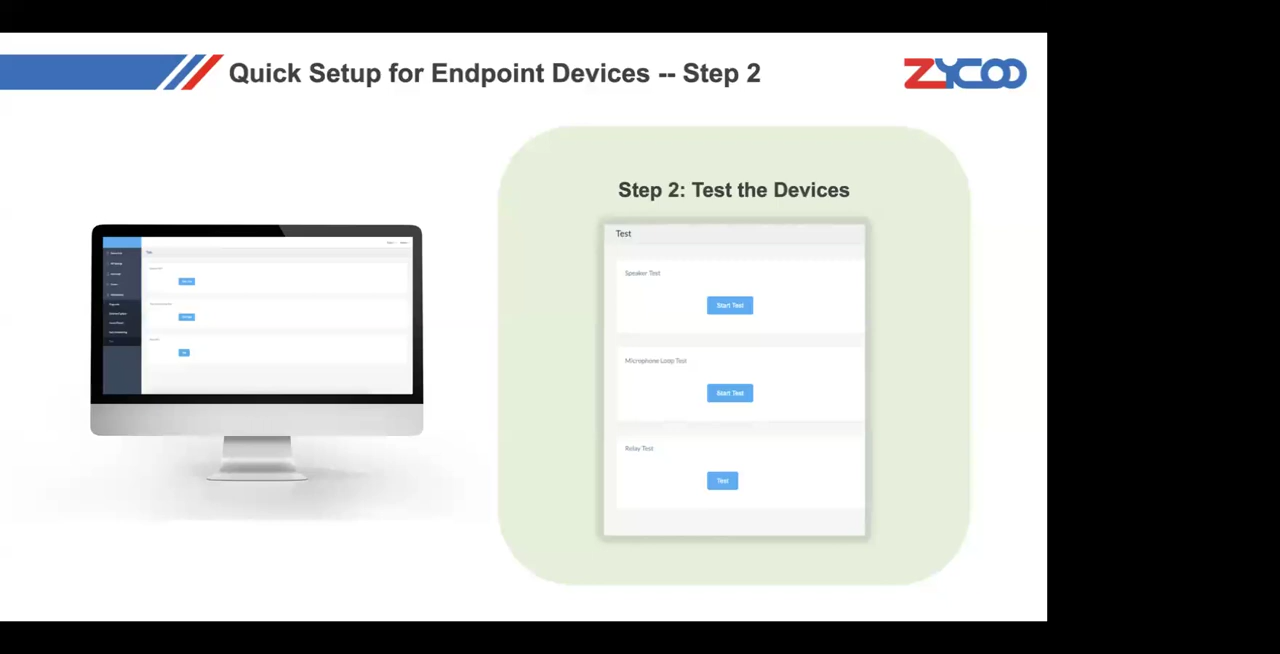 Quick Setup for Endpoint Devices -- Step 2
ZYCOO
Step 2: Test the Devices
Test
Speaker Test
Start Test
Microphone Loop Test
Start Test
Relay Test
Test